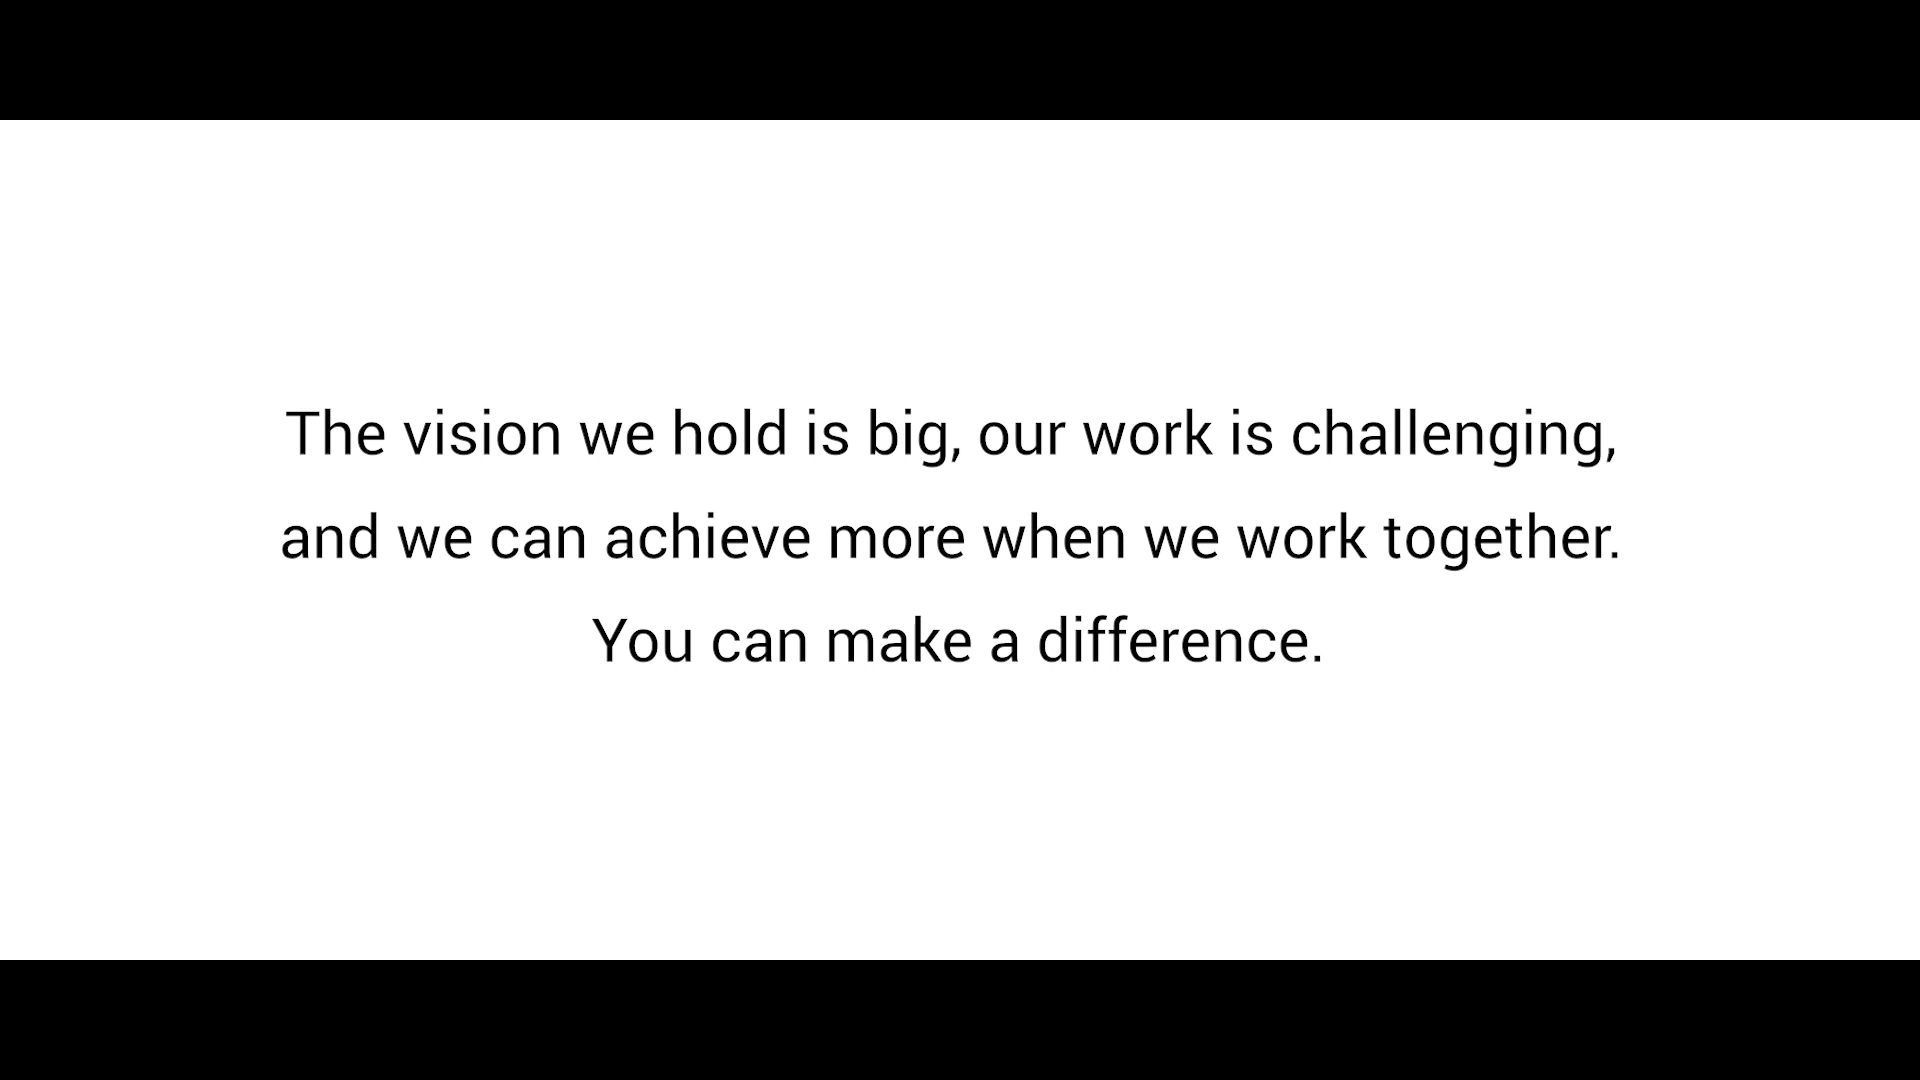 The vision we hold is big, our work is challenging,
and we can achieve more when we work together.
You can make a difference.